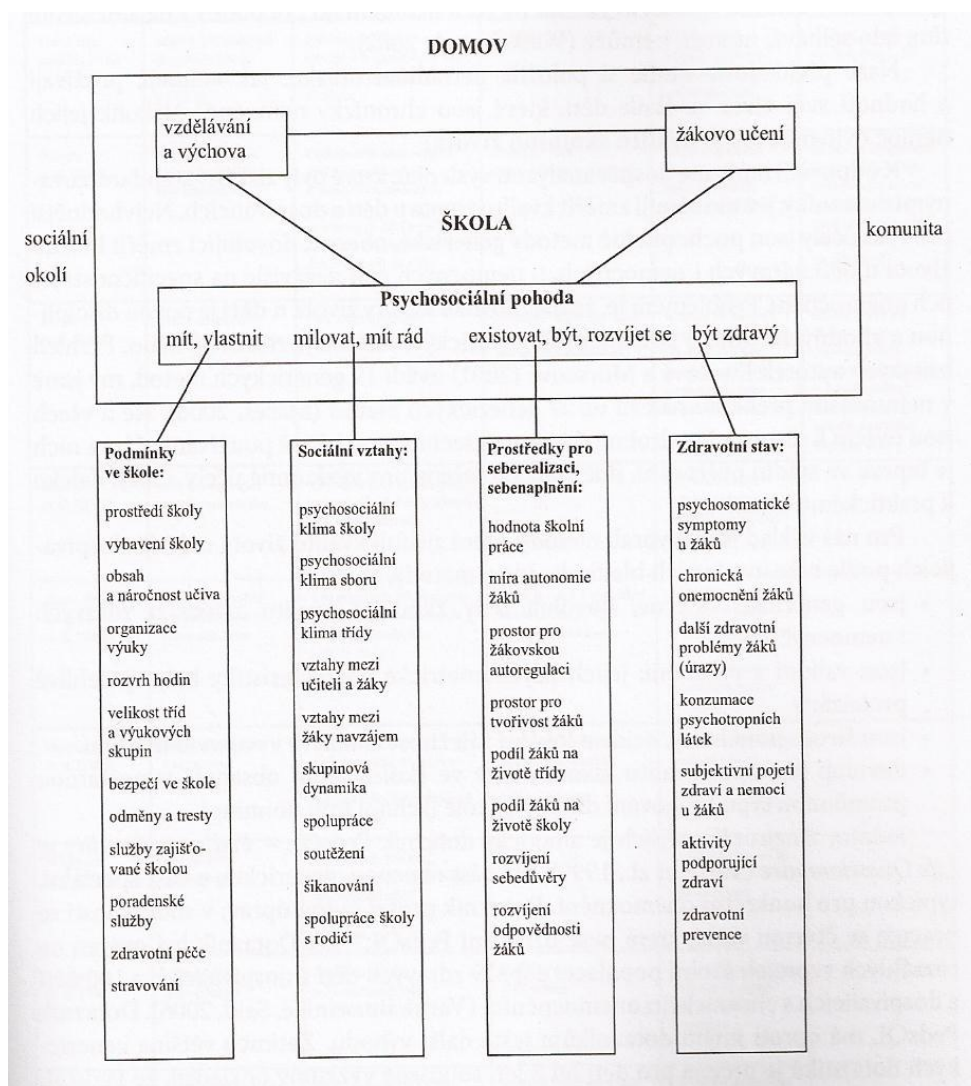 DOMOV
vzdělávání
a výchova
žákovo učení
ŠKOLA
sociální
okolí
komunita
Psychosociální pohoda
mít, vlastnit
milovat, mít rád
existovat, být, rozvíjet se
být zdravý
Podmínky
ve škole:
prostředí školy
vybavení školy
obsah
a náročnost učiva
organizace
výuky
rozvrh hodin
velikost tříd
a výukových
skupin
bezpečí ve škole
odměny a tresty
služby zajišťo-
vané školou
poradenské
služby
zdravotní péče
stravování
Sociální vztahy:
psychosociální
klima školy
psychosociální
klima sboru
psychosociální
klima třídy
vztahy mezi
učiteli a žáky
vztahy mezi
žáky navzájem
skupinová
dynamika
spolupráce
soutěžení
šikanování
spolupráce školy
s rodiči
Prostředky pro
seberealizaci,
sebenaplnění:
hodnota školní
práce
míra autonomie
žáků
prostor pro
žákovskou
autoregulaci
prostor pro
tvořivost žáků
podíl žáků na
životě třídy
podíl žáků na
životě školy
rozvíjení
sebedůvěry
rozvíjení
odpovědnosti
žáků
Zdravotní stav:
psychosomatické
symptomy
u žáků
chronická
onemocnění žáků
další zdravotní
problémy žáků
(úrazy)
konzumace
psychotropních
látek
subjektivní pojetí
zdraví a nemoci
u žáků
aktivity
podporující
zdraví
zdravotní
prevence